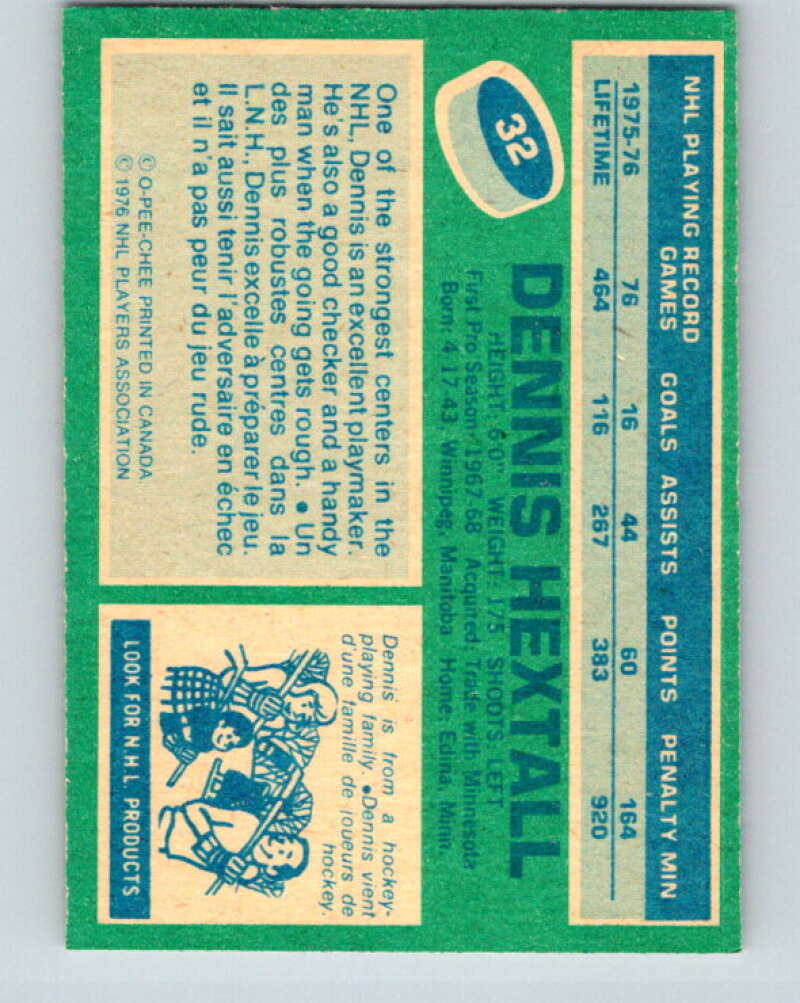 NHL PLAYING RECORD
GAMES GOALS ASSISTS POINTS PENALTY MIN
1975-76 76 16 44 60 164
LIFETIME 464 116 267 383 920
32
DENNIS HEXTALL
HEIGHT: 6'0" WEIGHT: 175 SHOOTS: LEFT
First Pro Season: 1967-68 Acquired: Trade with Minnesota
Born: 4-17-43, Winnipeg, Manitoba Home: Edina, Minn.
One of the strongest centers in the
NHL, Dennis is an excellent playmaker.
He's also a good checker and a handy
man when the going gets rough. • Un
des plus robustes centres dans la
L.N.H., Dennis excelle à préparer le jeu.
Il sait aussi tenir l'adversaire en échec
et il n'a pas peur du jeu rude.
© O-PEE-CHEE PRINTED IN CANADA
© 1976 NHL PLAYERS ASSOCIATION
Dennis is from a hockey-
playing family. •Dennis vient
d'une famille de joueurs de
hockey.
LOOK FOR N.H.L. PRODUCTS